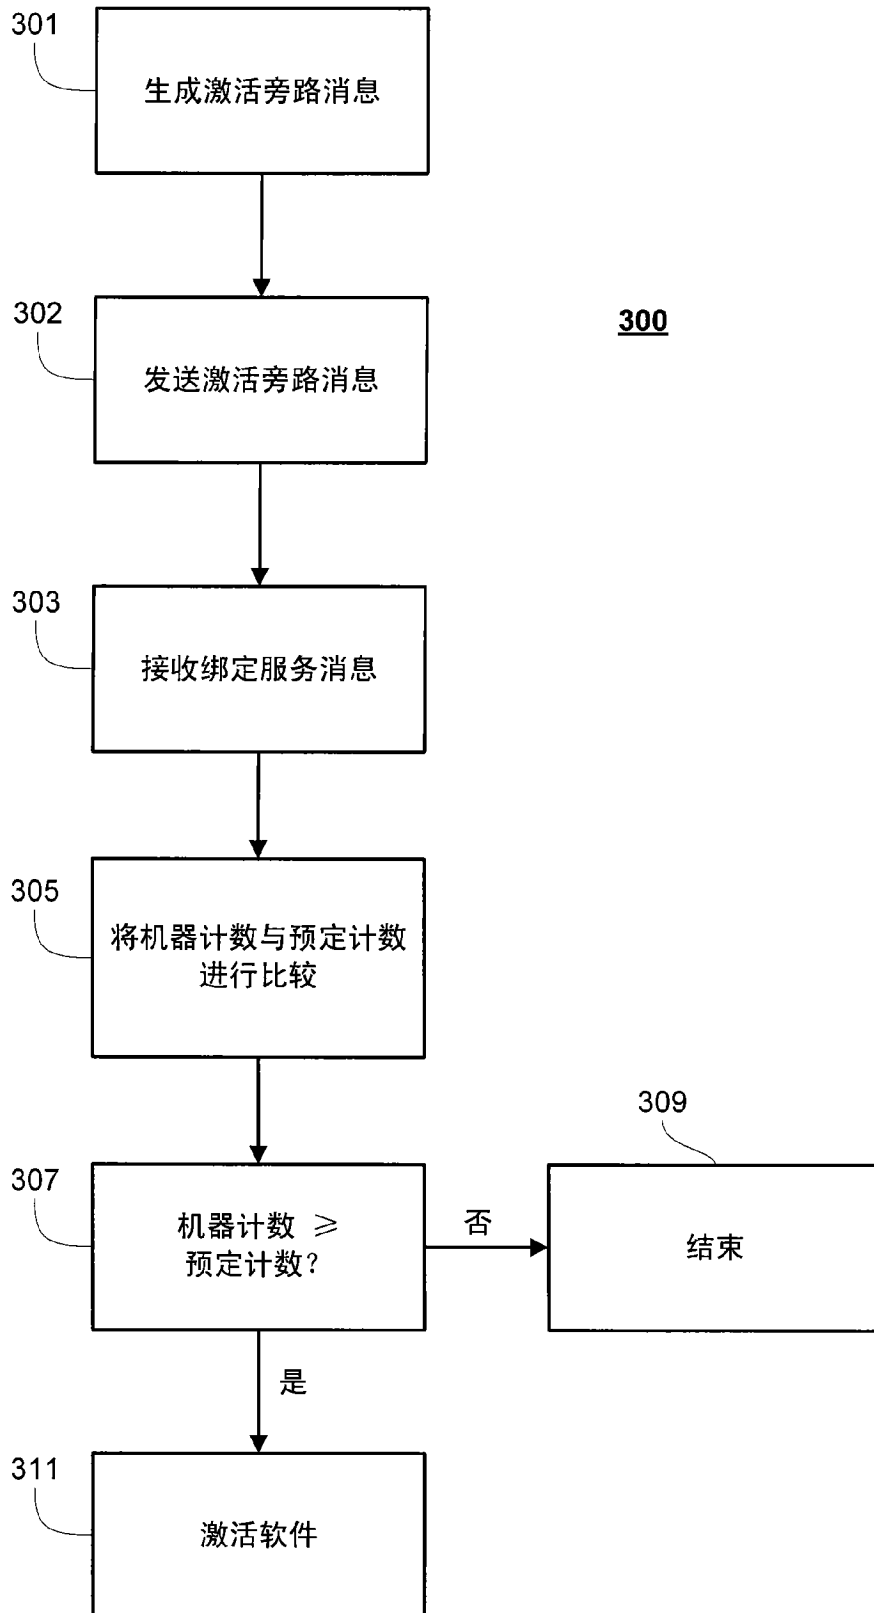 301
生成激活旁路消息
302
300
发送激活旁路消息
303
接收绑定服务消息
305
将机器计数与预定计数
进行比较
309
307
机器计数 ≥
预定计数?
否
结束
是
311
激活软件